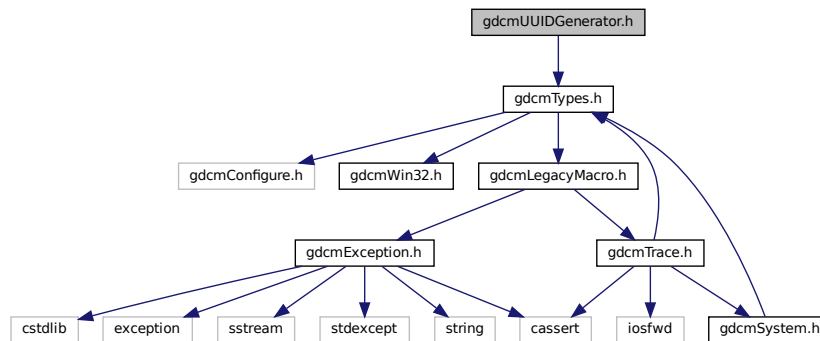 gdcmUUIDGenerator.h
gdcmTypes.h
gdcmConfigure.h
gdcmWin32.h
gdcmLegacyMacro.h
gdcmException.h
gdcmTrace.h
cstdlib
exception
sstream
stdexcept
string
cassert
iosfwd
gdcmSystem.h